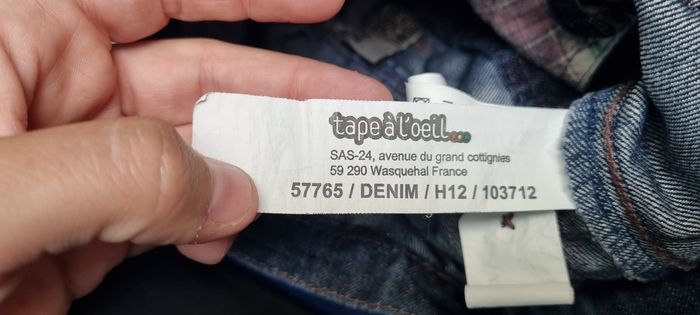 tape à l'oeil...
SAS-24, avenue du grand cottignies
59 290 Wasquehal France
57765 / DENIM / H12 / 103712